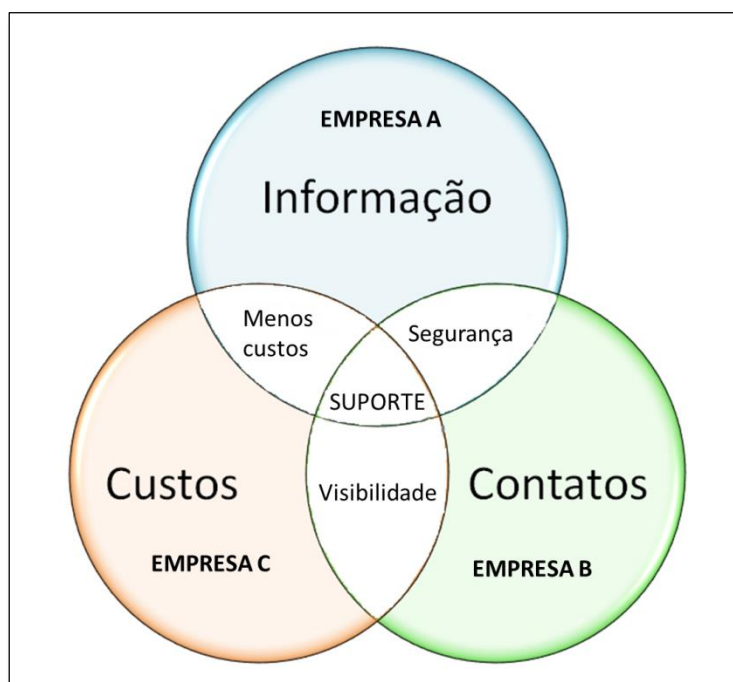 EMPRESA A
Informação
Menos
custos
Segurança
SUPORTE
Custos
Visibilidade
Contatos
EMPRESA C
EMPRESA B